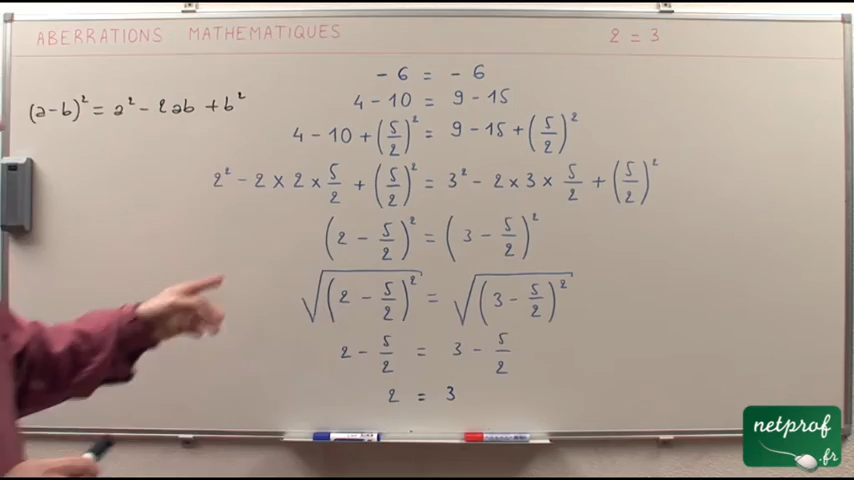 ABERRATIONS MATHEMATIQUES
2 = 3
(a-b)² = a² - 2ab + b²
- 6 = - 6
4 - 10 = 9 - 15
4 - 10 + (5/2)² = 9 - 15 + (5/2)²
2² - 2 × 2 × 5/2 + (5/2)² = 3² - 2 × 3 × 5/2 + (5/2)²
(2 - 5/2)² = (3 - 5/2)²
√(2 - 5/2)² = √(3 - 5/2)²
2 - 5/2 = 3 - 5/2
2 = 3
netprof
.fr